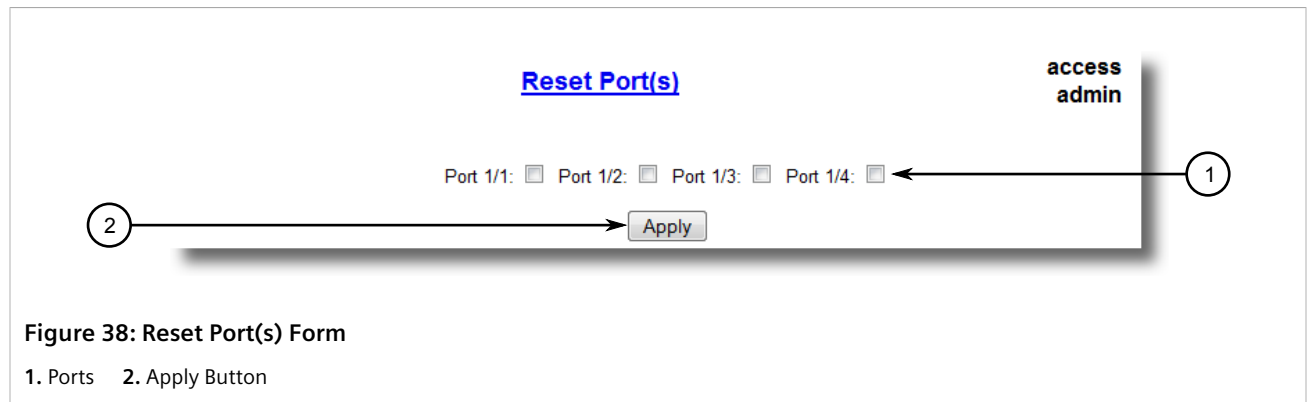 Reset Port(s)
access
admin
Port 1/1: Port 1/2: Port 1/3: Port 1/4:
1
2
Apply
Figure 38: Reset Port(s) Form
1. Ports 2. Apply Button